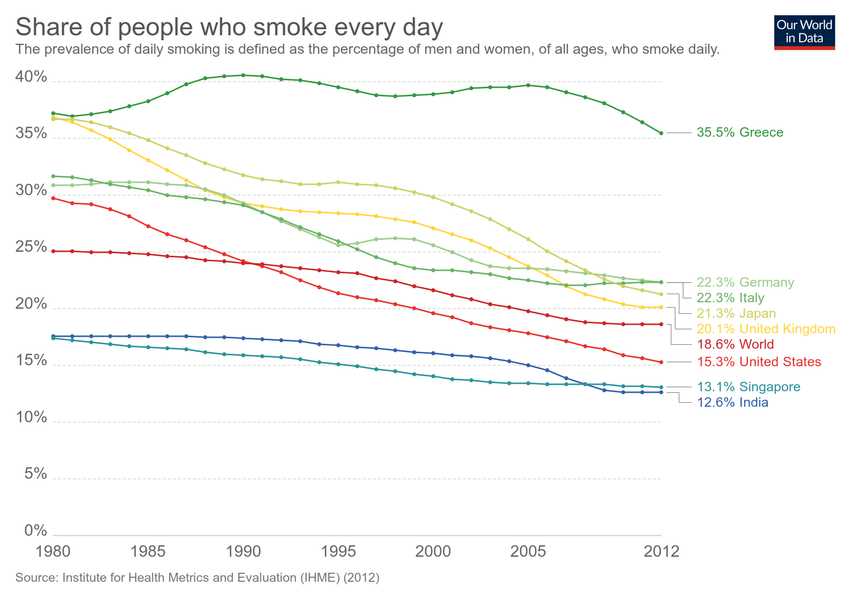 Share of people who smoke every day
Our World
in Data
The prevalence of daily smoking is defined as the percentage of men and women, of all ages, who smoke daily.
40%
35%
30%
25%
20%
15%
10%
5%
0%
35.5% Greece
22.3% Germany
22.3% Italy
21.3% Japan
20.1% United Kingdom
18.6% World
15.3% United States
13.1% Singapore
12.6% India
1980 1985 1990 1995 2000 2005 2012
Source: Institute for Health Metrics and Evaluation (IHME) (2012)